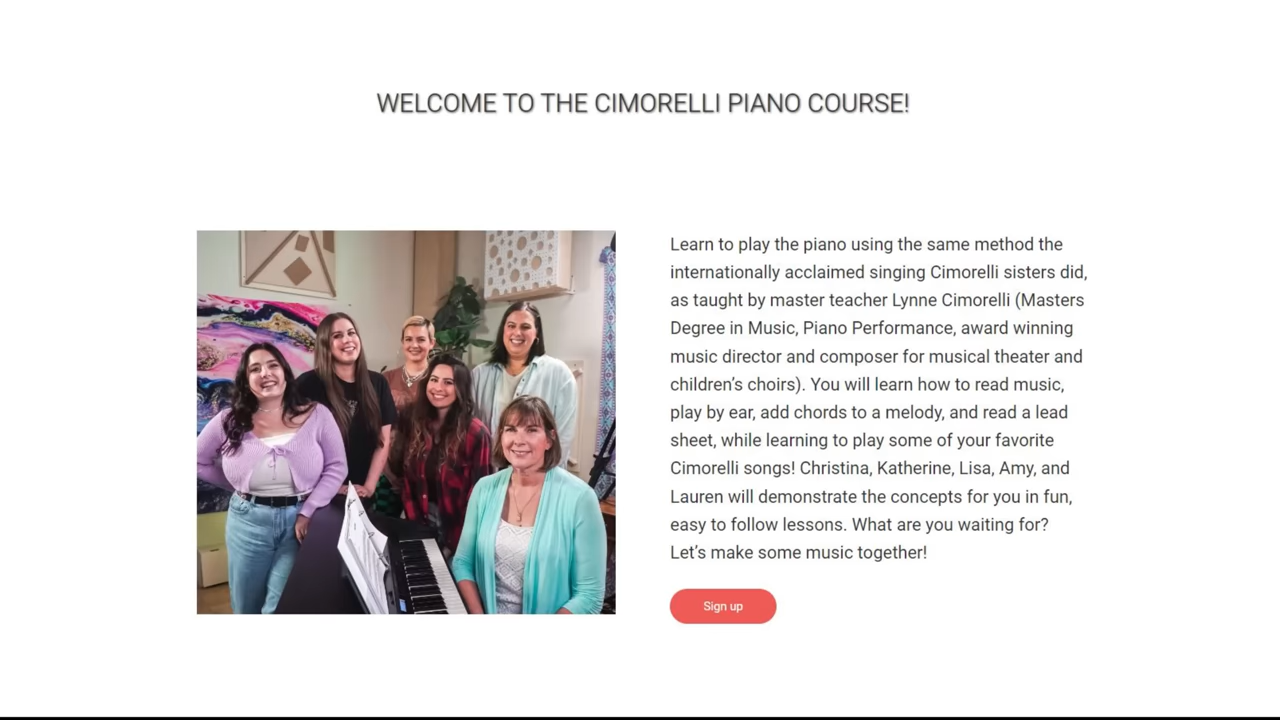 WELCOME TO THE CIMORELLI PIANO COURSE!
Learn to play the piano using the same method the
internationally acclaimed singing Cimorelli sisters did,
as taught by master teacher Lynne Cimorelli (Masters
Degree in Music, Piano Performance, award winning
music director and composer for musical theater and
children's choirs). You will learn how to read music,
play by ear, add chords to a melody, and read a lead
sheet, while learning to play some of your favorite
Cimorelli songs! Christina, Katherine, Lisa, Amy, and
Lauren will demonstrate the concepts for you in fun,
easy to follow lessons. What are you waiting for?
Let's make some music together!
Sign up